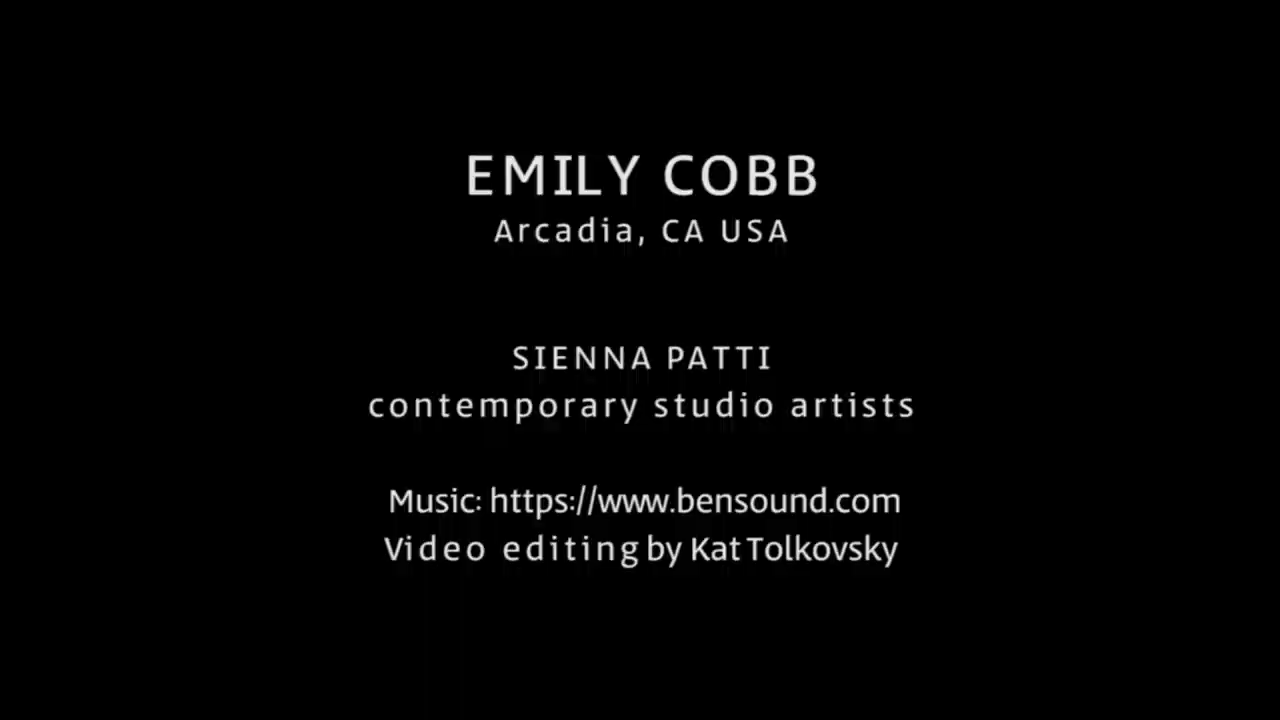 EMILY COBB
Arcadia, CA USA
SIENNA PATTI
contemporary studio artists
Music: https://www.bensound.com
Video editing by Kat Tolkovsky